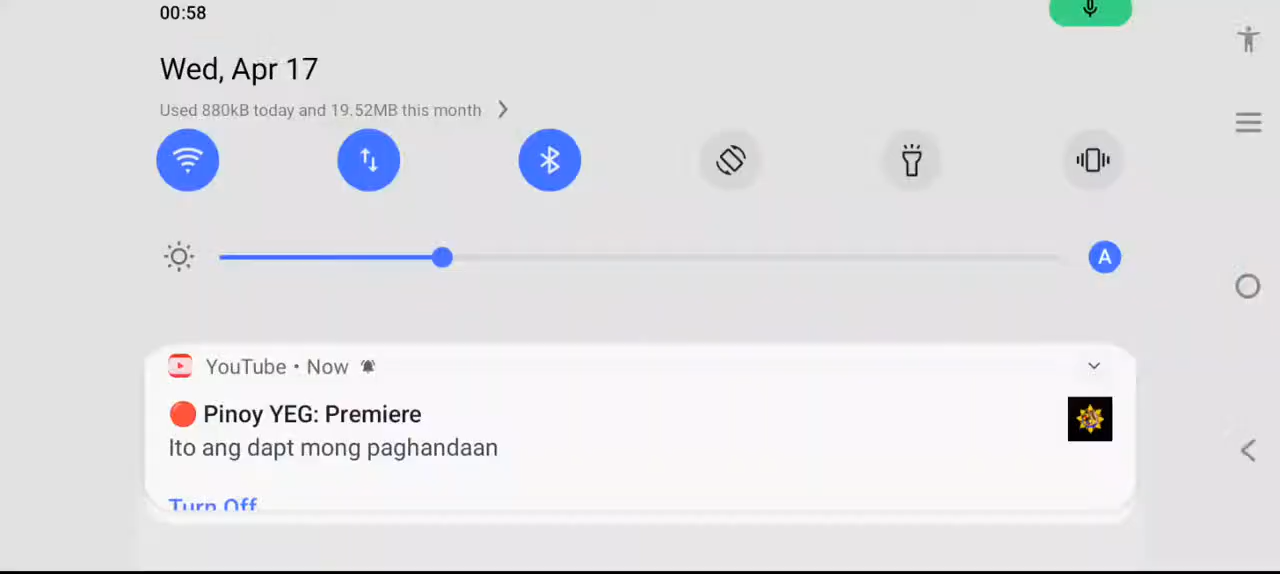 00:58
Wed, Apr 17
Used 880kB today and 19.52MB this month
A
YouTube • Now
🔴 Pinoy YEG: Premiere
Ito ang dapt mong paghandaan
Turn Off